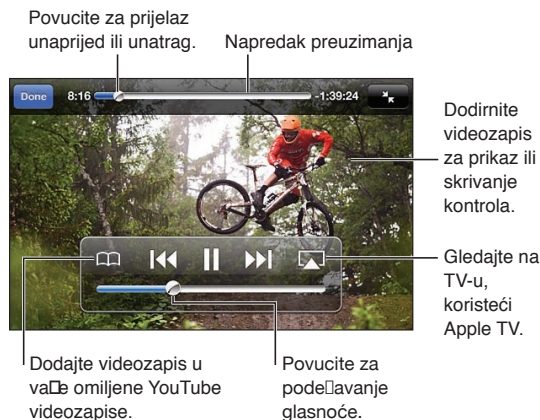 Povucite za prijelaz
unaprijed ili unatrag.
Napredak preuzimanja
Done
8:16
-1:39:24
Dodirnite
videozapis
za prikaz ili
skrivanje
kontrola.
Gledajte na
TV-u,
koristeći
Apple TV.
Dodajte videozapis u
va□e omiljene YouTube
videozapise.
Povucite za
pode□avanje
glasnoće.